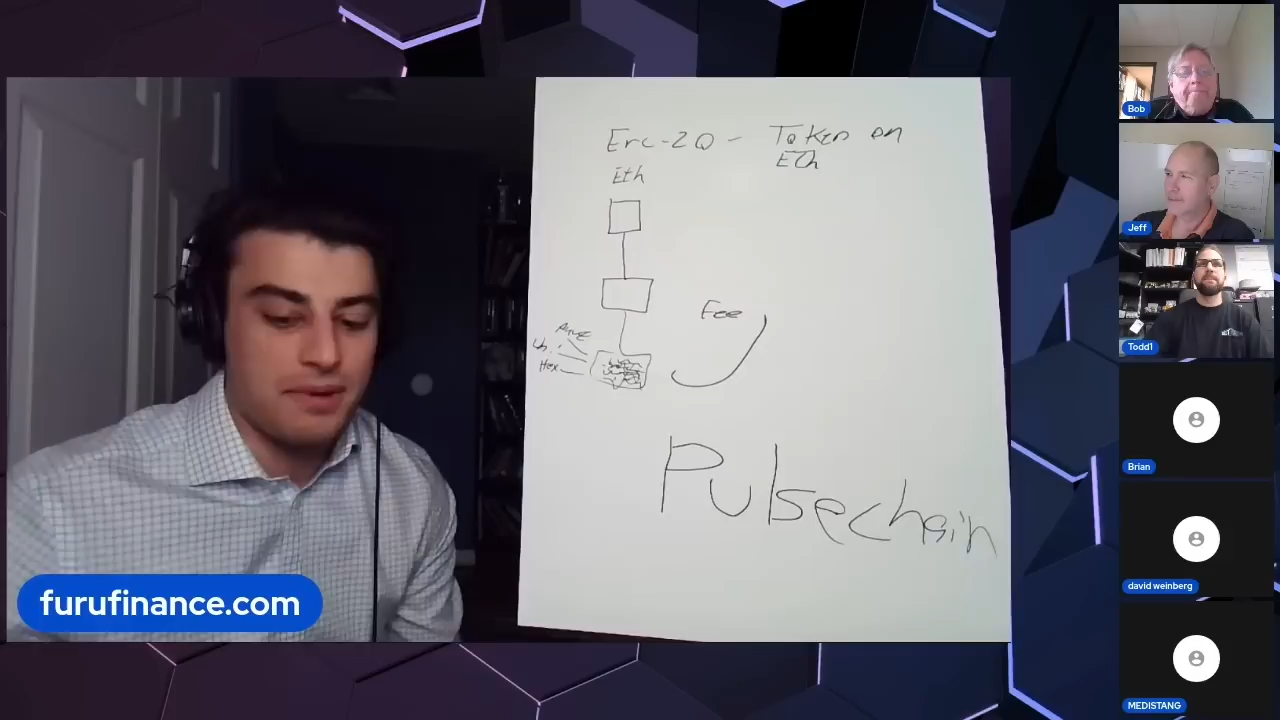 Erc-20 - Token on
Eth
Eth
Fee
Hex
Pulsechain
furufinance.com
Bob
Jeff
Todd1
Brian
david weinberg
MEDISTANG